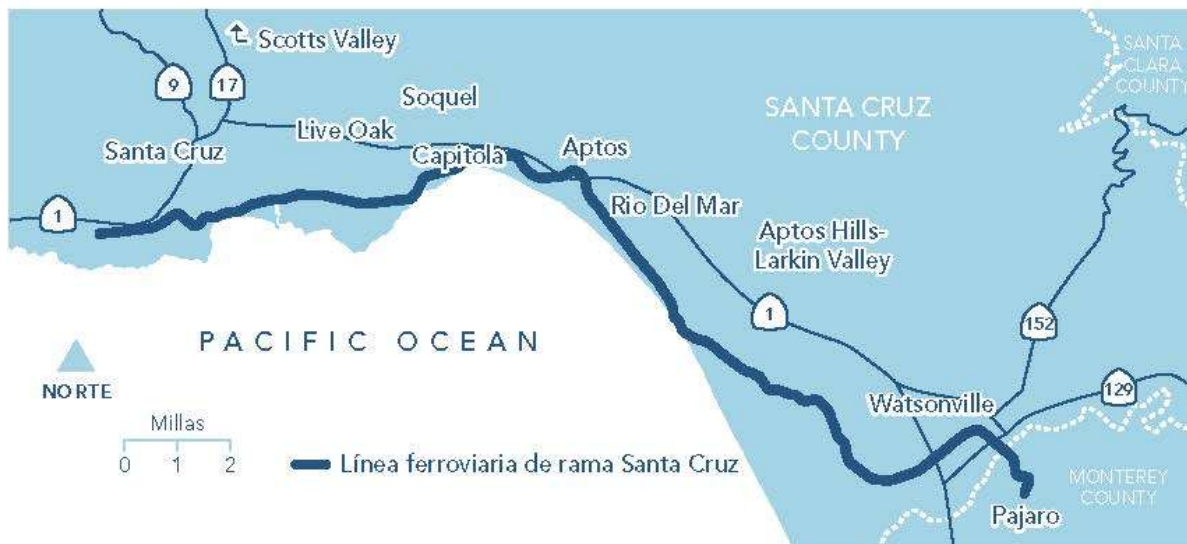 Scotts Valley
SANTA
CLARA
COUNTY
9
17
Soquel
SANTA CRUZ
COUNTY
Live Oak
Santa Cruz
Capitola
Aptos
1
Rio Del Mar
Aptos Hills-
Larkin Valley
1
152
PACIFIC OCEAN
NORTE
129
Watsonville
Millas
0 1 2
Línea ferroviaria de rama Santa Cruz
MONTEREY
COUNTY
Pajaro